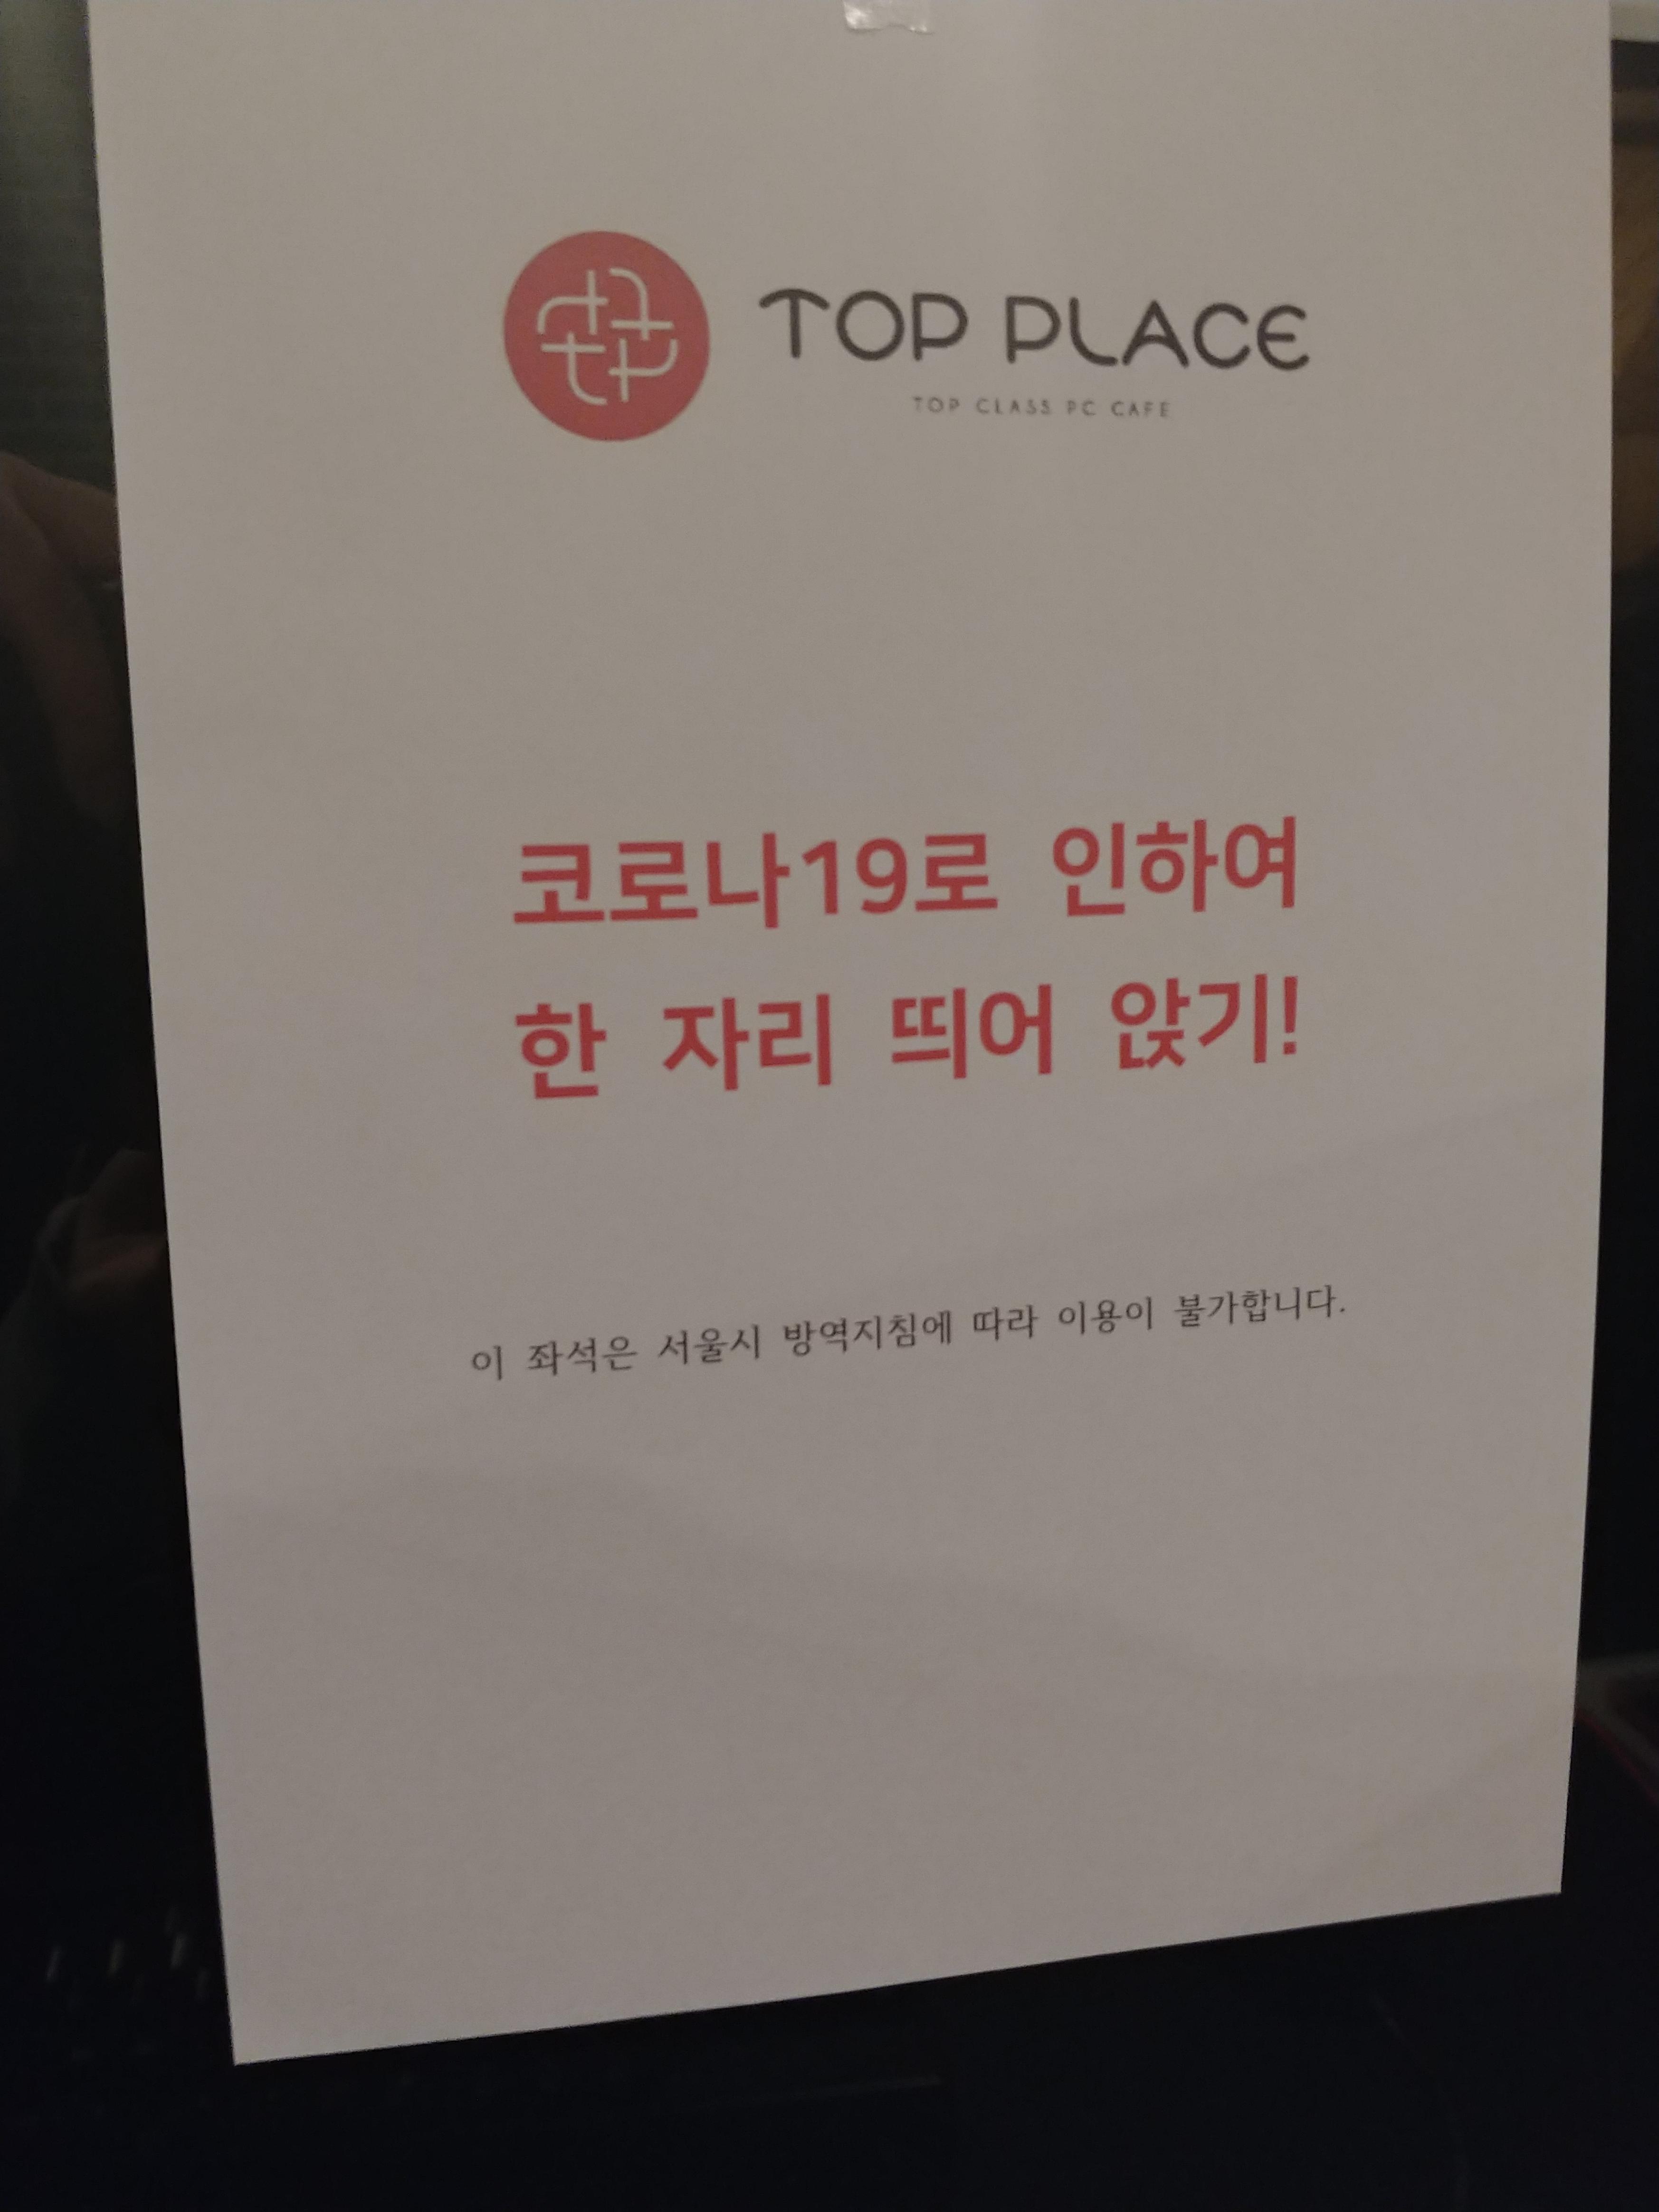 TOP PLACE
TOP CLASS PC CAFE
코로나19로 인하여
한 자리 띄어 앉기!
이 좌석은 서울시 방역지침에 따라 이용이 불가합니다.